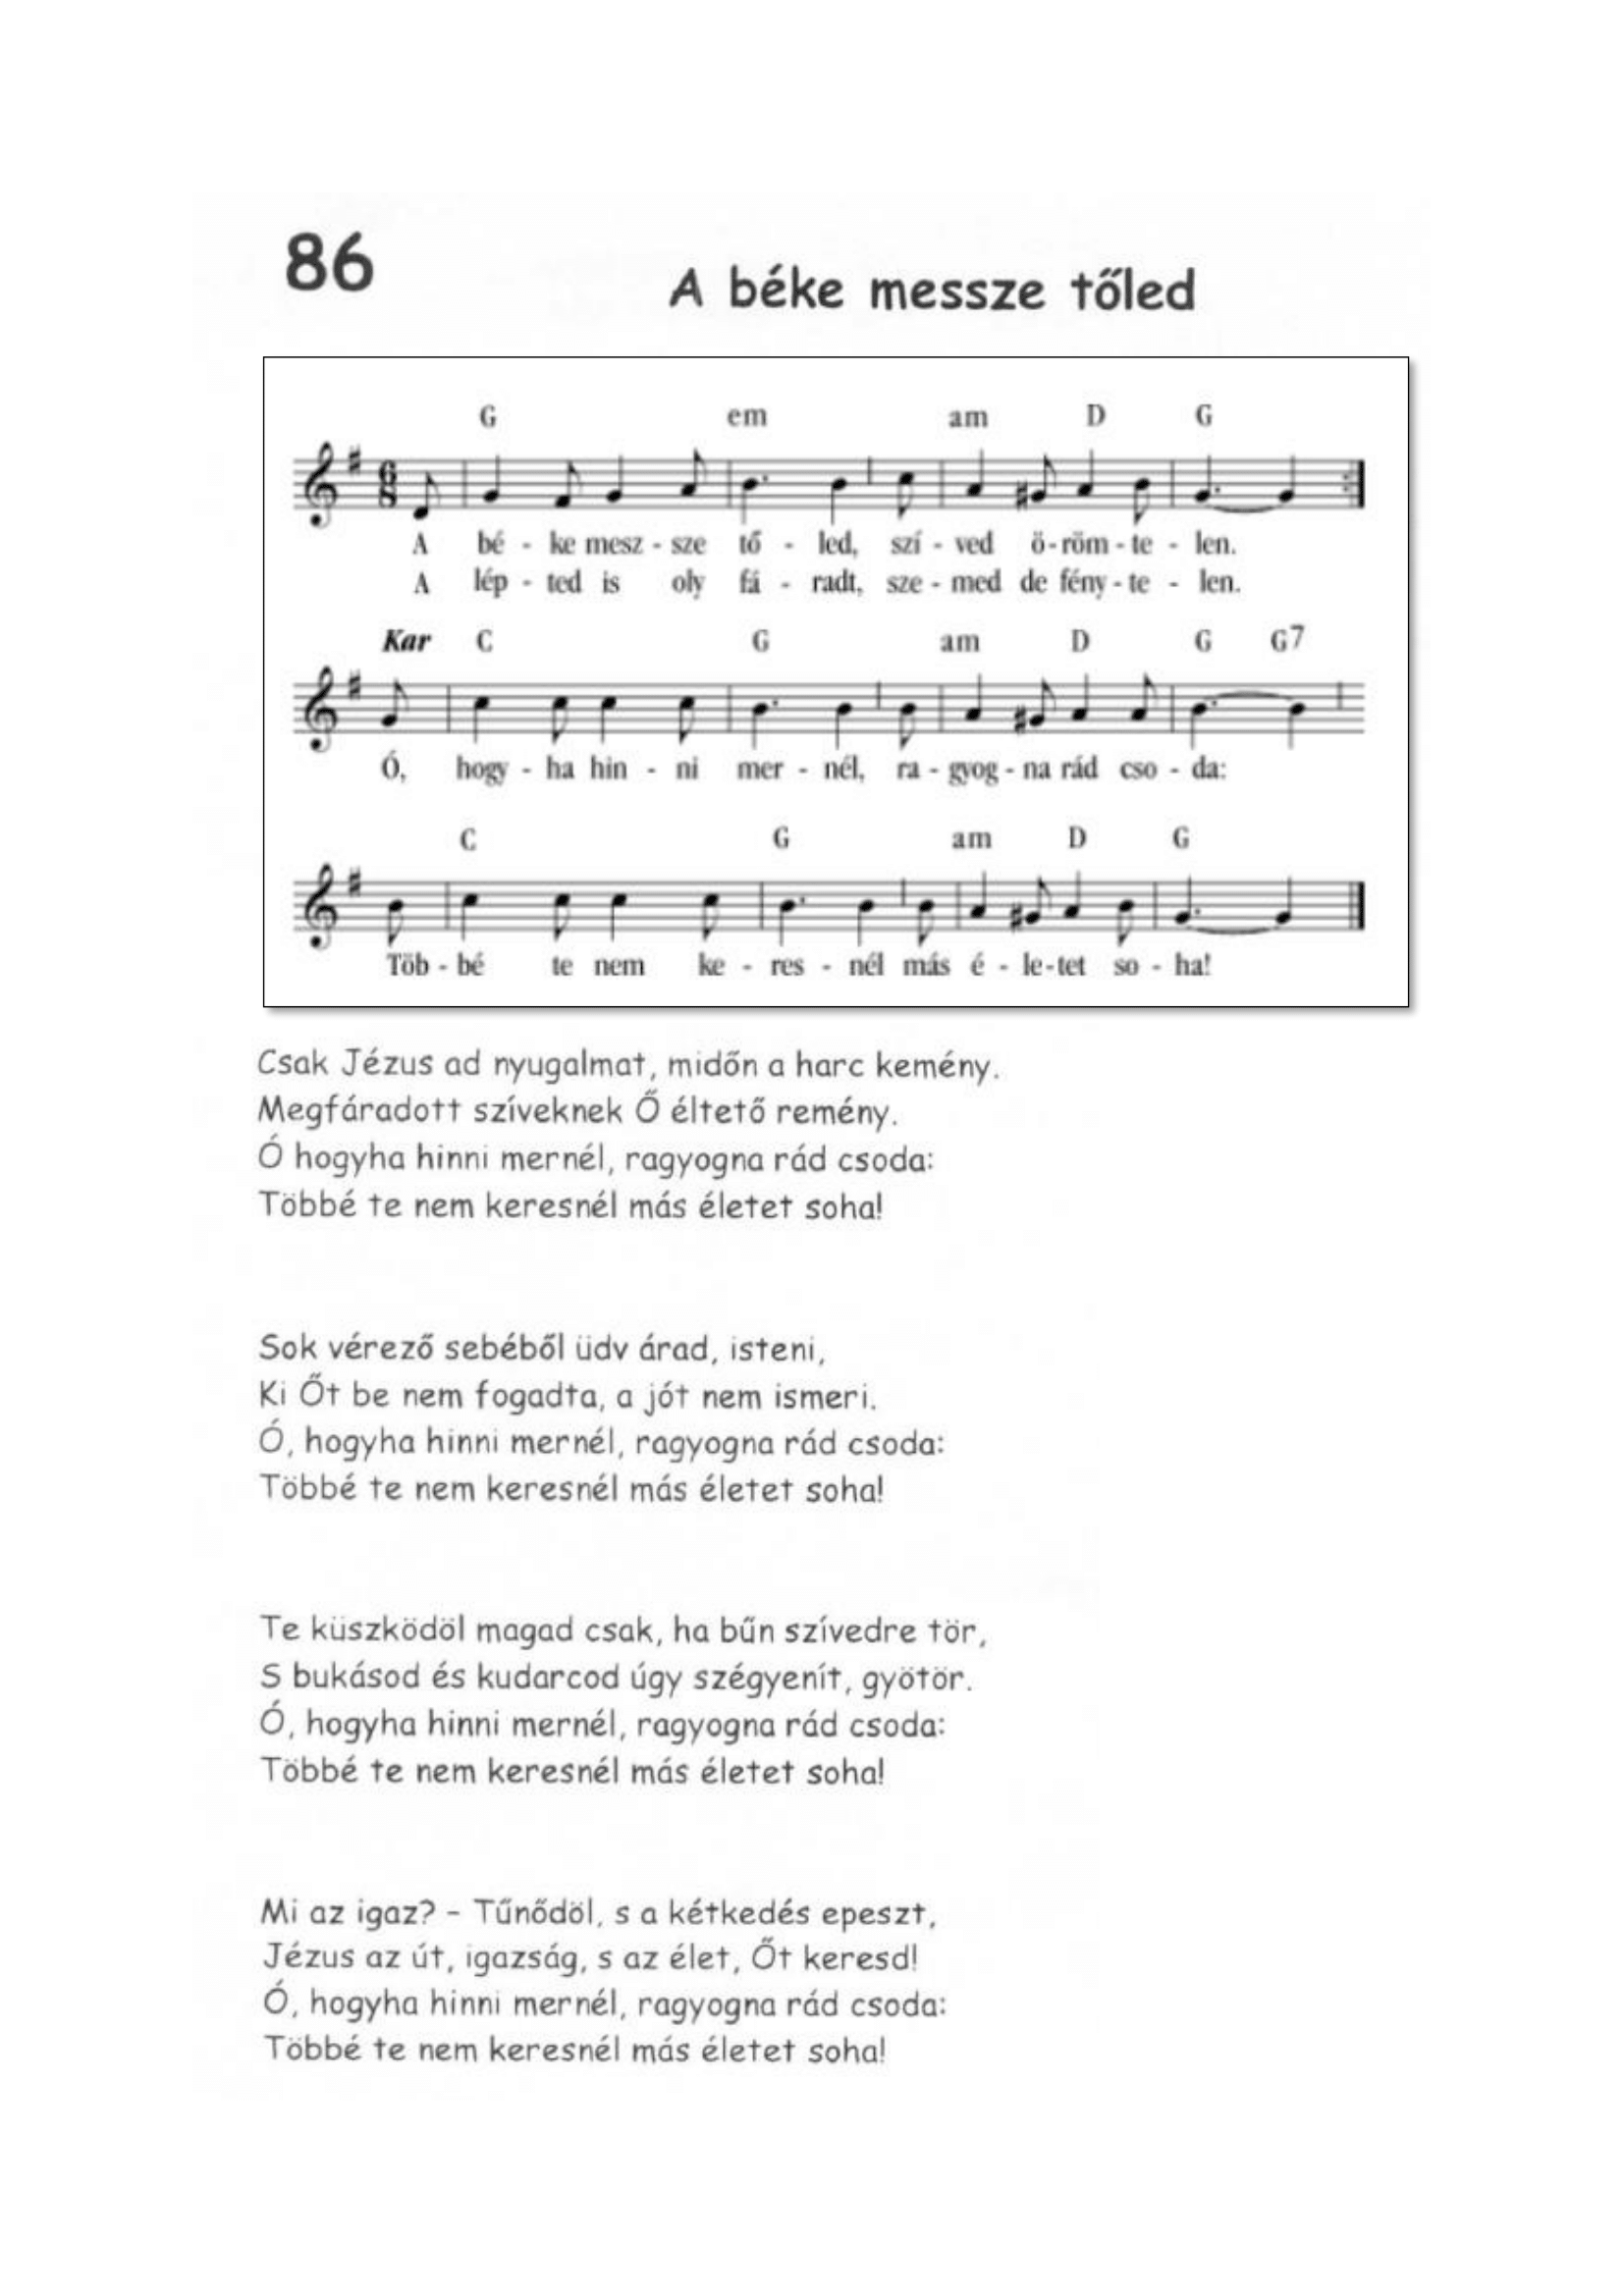 86
A béke messze tőled
G em am D G
A bé - ke mesz - sze tő - led, szí - ved ö - röm - te - len.
A lép - ted is oly fá - radt, sze - med de fény - te - len.
Kar C G am D G G7
Ó, hogy - ha hin - ni mer - nél, ra - gyog - na rád cso - da:
C G am D G
Töb - bé te nem ke - res - nél más é - le - tet so - ha!
Csak Jézus ad nyugalmat, midőn a harc kemény.
Megfáradott szíveknek Ő éltető remény.
Ó hogyha hinni mernél, ragyogna rád csoda:
Többé te nem keresnél más életet soha!
Sok vérező sebéből üdv árad, isteni,
Ki Őt be nem fogadta, a jót nem ismeri.
Ó, hogyha hinni mernél, ragyogna rád csoda:
Többé te nem keresnél más életet soha!
Te küszködöl magad csak, ha bűn szívedre tör,
S bukásod és kudarcod úgy szégyenít, gyötör.
Ó, hogyha hinni mernél, ragyogna rád csoda:
Többé te nem keresnél más életet soha!
Mi az igaz? – Tűnődöl, s a kétkedés epeszt,
Jézus az út, igazság, s az élet, Őt keresd!
Ó, hogyha hinni mernél, ragyogna rád csoda:
Többé te nem keresnél más életet soha!